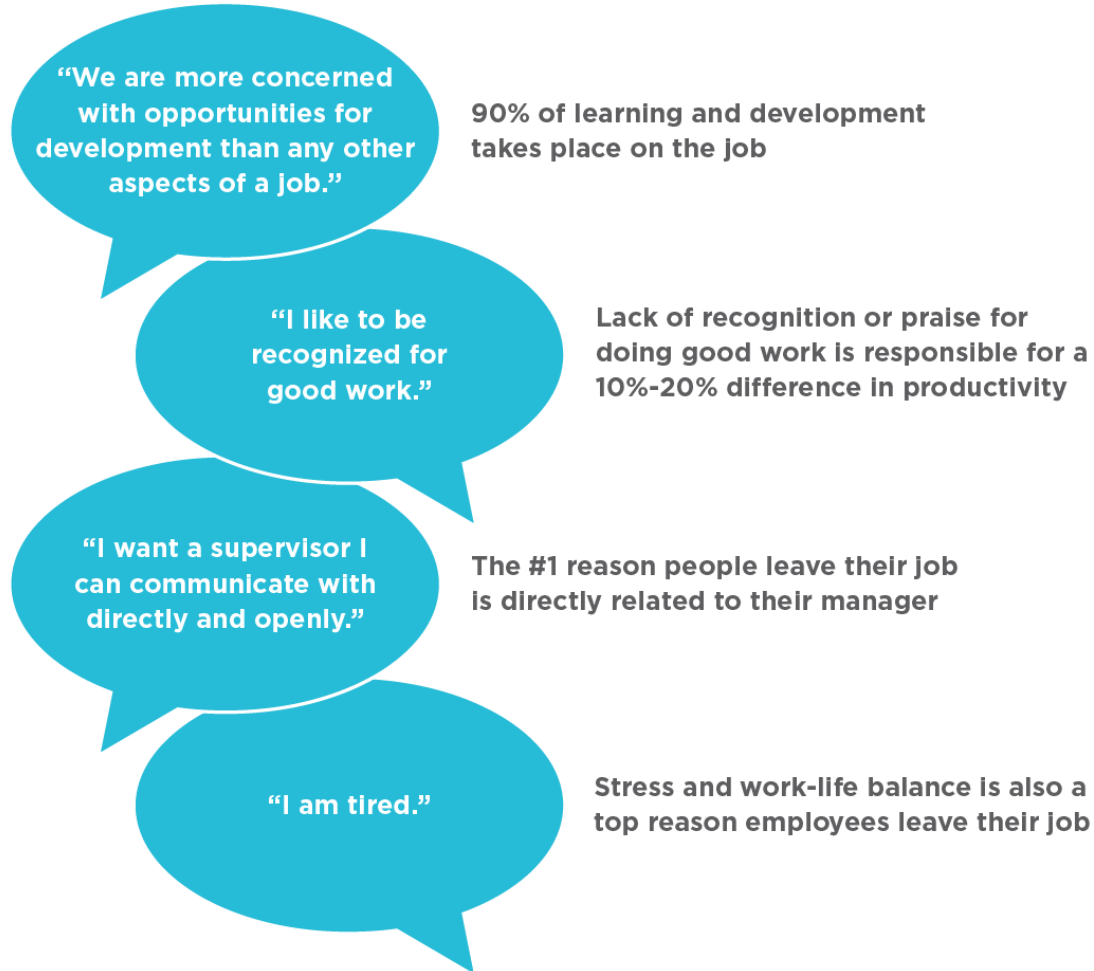 “We are more concerned
with opportunities for
development than any other
aspects of a job.”
90% of learning and development
takes place on the job
“I like to be
recognized for
good work.”
Lack of recognition or praise for
doing good work is responsible for a
10%-20% difference in productivity
“I want a supervisor I
can communicate with
directly and openly.”
The #1 reason people leave their job
is directly related to their manager
“I am tired.”
Stress and work-life balance is also a
top reason employees leave their job